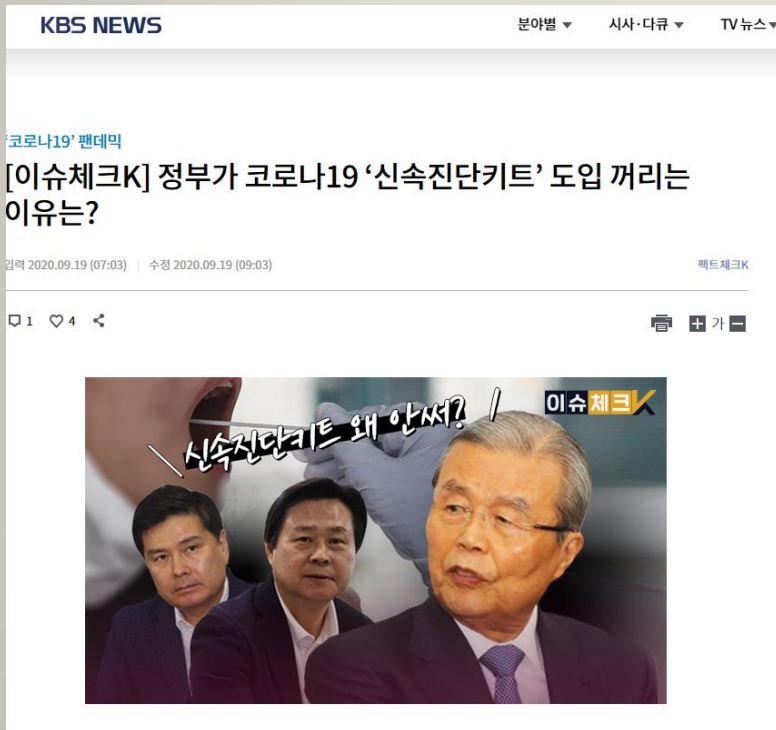 KBS NEWS
분야별 시사·다큐 TV 뉴스
'코로나19' 팬데믹
[이슈체크K] 정부가 코로나19 ‘신속진단키트’ 도입 꺼리는
이유는?
입력 2020.09.19 (07:03) 수정 2020.09.19 (09:03)
팩트체크K
1 4
가
이슈체크K
신속진단키트 왜 안써?